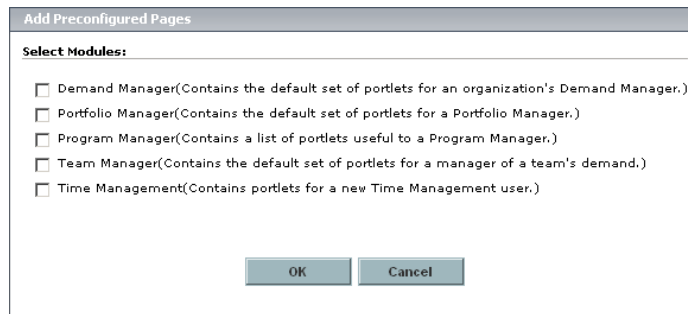 Add Preconfigured Pages
Select Modules:
Demand Manager(Contains the default set of portlets for an organization's Demand Manager.)
Portfolio Manager(Contains the default set of portlets for a Portfolio Manager.)
Program Manager(Contains a list of portlets useful to a Program Manager.)
Team Manager(Contains the default set of portlets for a manager of a team's demand.)
Time Management(Contains portlets for a new Time Management user.)
OK Cancel